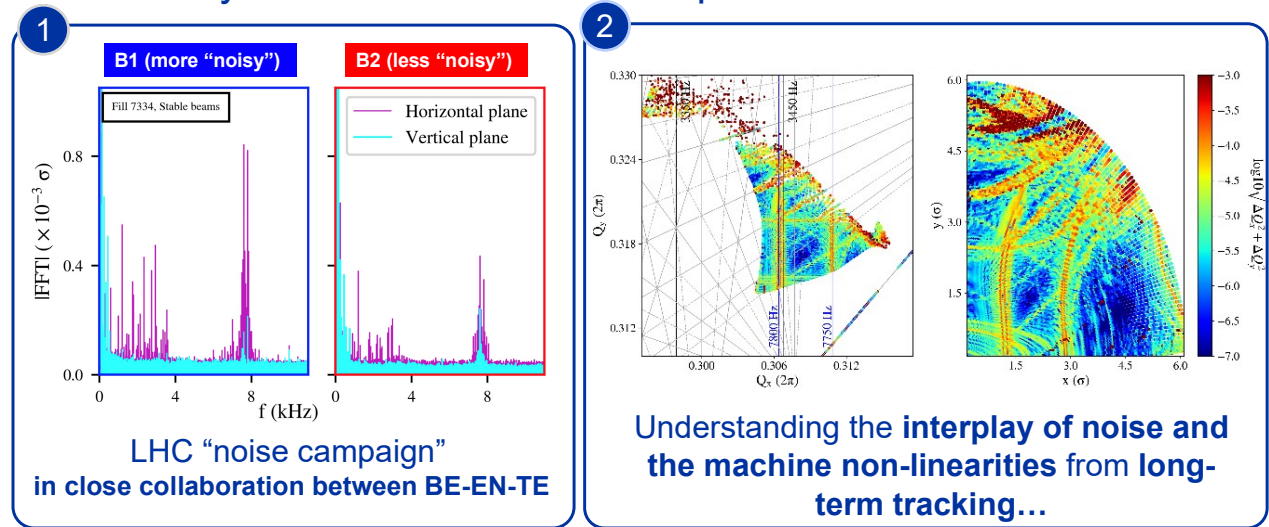 1
B1 (more “noisy”)
B2 (less “noisy”)
Fill 7334, Stable beams
Horizontal plane
Vertical plane
|FFT| (×10⁻³ σ)
0.8
0.4
0.0
0
4
8
0
4
8
f (kHz)
LHC “noise campaign”
in close collaboration between BE-EN-TE
2
0.330
0.324
0.318
0.312
Qy (2π)
3450 Hz
7800 Hz
7750 Hz
0.300
0.306
0.312
Qx (2π)
6.0
4.5
3.0
1.5
y (σ)
1.5
3.0
4.5
6.0
x (σ)
−3.0
−3.5
−4.0
−4.5
−5.0
−5.5
−6.0
−6.5
−7.0
log10√ΔQx² + ΔQy²
Understanding the interplay of noise and
the machine non-linearities from long-
term tracking…